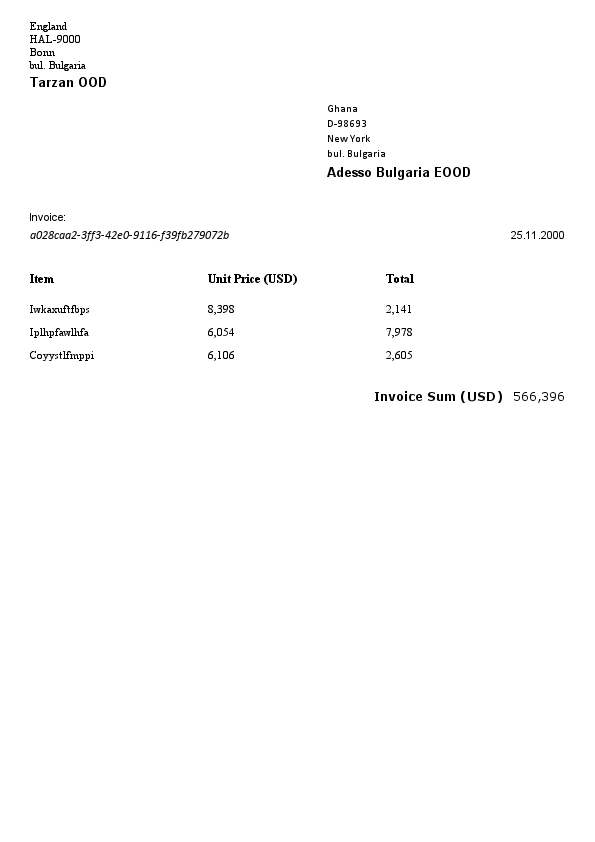 England
HAL-9000
Bonn
bul. Bulgaria
Tarzan OOD
Ghana
D-98693
New York
bul. Bulgaria
Adesso Bulgaria EOOD
Invoice:
a028caa2-3ff3-42e0-9116-f39fb279072b 25.11.2000
Item Unit Price (USD) Total
Iwkaxuftfbps 8,398 2,141
Iplhpfawlhfa 6,054 7,978
Coyystlfmppi 6,106 2,605
Invoice Sum (USD) 566,396